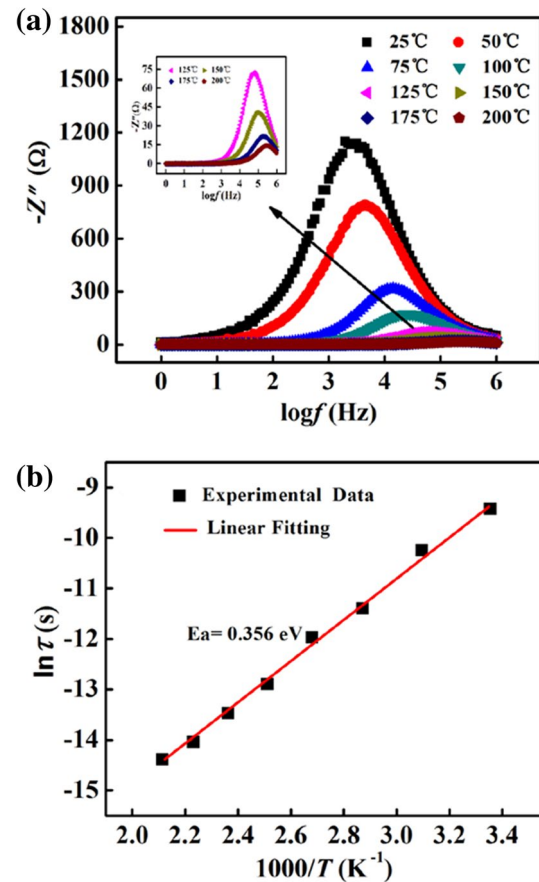 (a)
1800
1500
1200
900
600
300
0
-Z″ (Ω)
25℃ 50℃
75℃ 100℃
125℃ 150℃
175℃ 200℃
75
60
45
30
15
0
-Z″(Ω)
125℃ 150℃
175℃ 200℃
0 1 2 3 4 5 6
logf (Hz)
0 1 2 3 4 5 6
logf (Hz)
(b)
-9
-10
-11
-12
-13
-14
-15
lnτ (s)
Experimental Data
Linear Fitting
Ea= 0.356 eV
2.0 2.2 2.4 2.6 2.8 3.0 3.2 3.4
1000/T (K⁻¹)